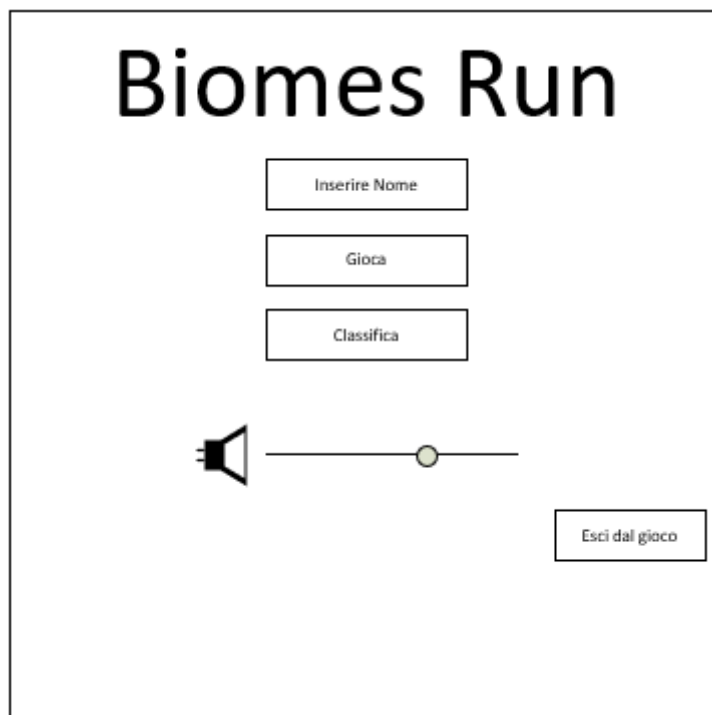 Biomes Run
Inserire Nome
Gioca
Classifica
Esci dal gioco